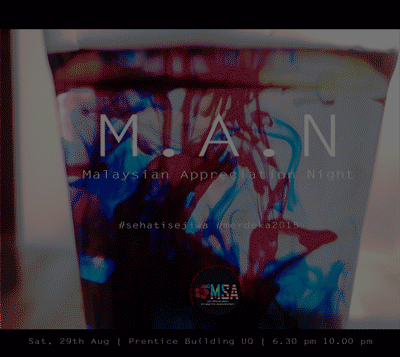 M.A.N
Malaysian Appreciation Night
#sehatisejiwa #merdeka2015
MSA
Sat, 29th Aug | Prentice Building UQ | 6.30 pm 10.00 pm